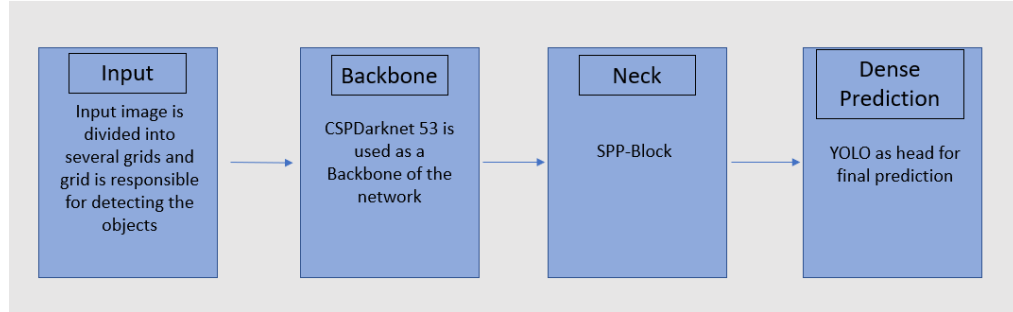 Input
Input image is
divided into
several grids and
grid is responsible
for detecting the
objects
Backbone
CSPDarknet 53 is
used as a
Backbone of the
network
Neck
SPP-Block
Dense
Prediction
YOLO as head for
final prediction